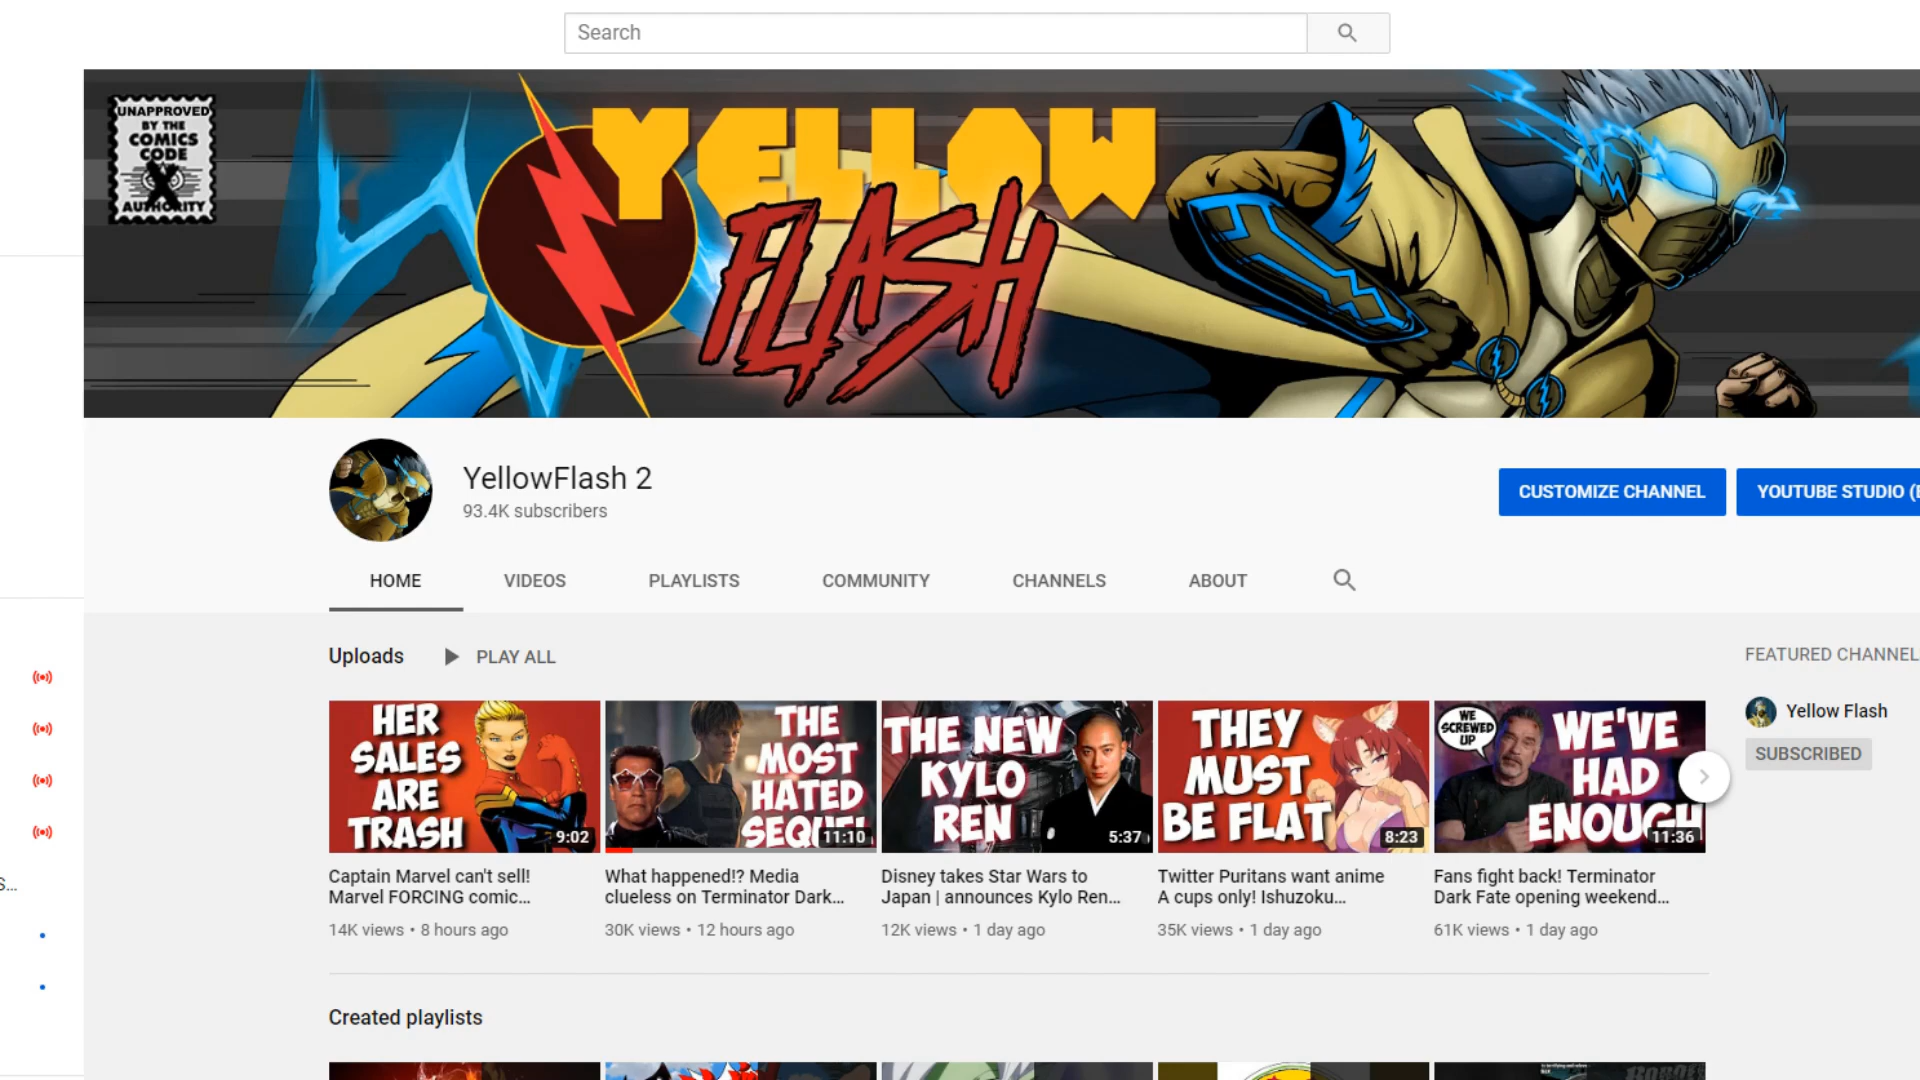 Search
UNAPPROVED
BY THE
COMICS
CODE
AUTHORITY
YELLOW
FLASH
YellowFlash 2
93.4K subscribers
CUSTOMIZE CHANNEL
YOUTUBE STUDIO (
HOME
VIDEOS
PLAYLISTS
COMMUNITY
CHANNELS
ABOUT
Uploads
PLAY ALL
FEATURED CHANNEL
Yellow Flash
SUBSCRIBED
HER
SALES
ARE
TRASH
9:02
THE
MOST
HATED
11:10
THE NEW
KYLO
REN
5:37
THEY
MUST
BE FLAT
8:23
WE
SCREWED
UP
WE'VE
HAD
ENOUGH
11:36
Captain Marvel can't sell!
Marvel FORCING comic...
14K views • 8 hours ago
What happened!? Media
clueless on Terminator Dark...
30K views • 12 hours ago
Disney takes Star Wars to
Japan | announces Kylo Ren...
12K views • 1 day ago
Twitter Puritans want anime
A cups only! Ishuzoku...
35K views • 1 day ago
Fans fight back! Terminator
Dark Fate opening weekend...
61K views • 1 day ago
S...
Created playlists